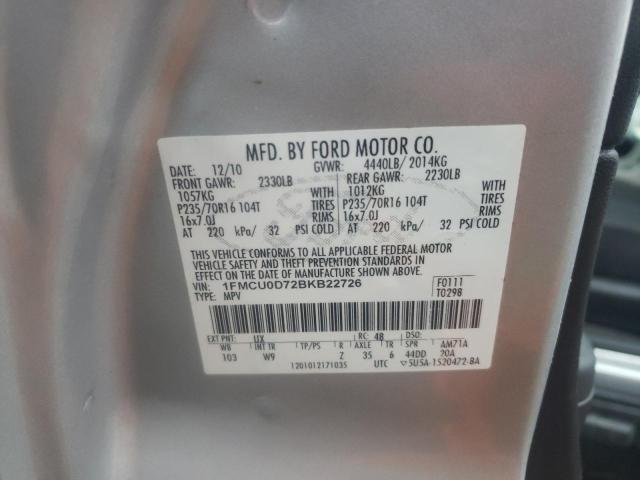 MFD. BY FORD MOTOR CO.
DATE: 12/10 GVWR: 4440LB/ 2014KG
FRONT GAWR: 2330LB REAR GAWR: 2230LB
1057KG WITH 1012KG WITH
P235/70R16 104T TIRES P235/70R16 104T TIRES
16x7.0J RIMS 16x7.0J RIMS
AT 220 kPa/ 32 PSI COLD AT 220 kPa/ 32 PSI COLD
THIS VEHICLE CONFORMS TO ALL APPLICABLE FEDERAL MOTOR
VEHICLE SAFETY AND THEFT PREVENTION STANDARDS IN EFFECT
ON THE DATE OF MANUFACTURE SHOWN ABOVE.
VIN: 1FMCU0D72BKB22726 F0111
TYPE: MPV T0298
EXT PNT: UX RC: 48 DSO:
WB INT TR TP/PS R AXLE TR SPR AM71A
103 W9 Z 35 6 44DD 20A
1201012171035 UTC ▽5U5A-1520472-BA